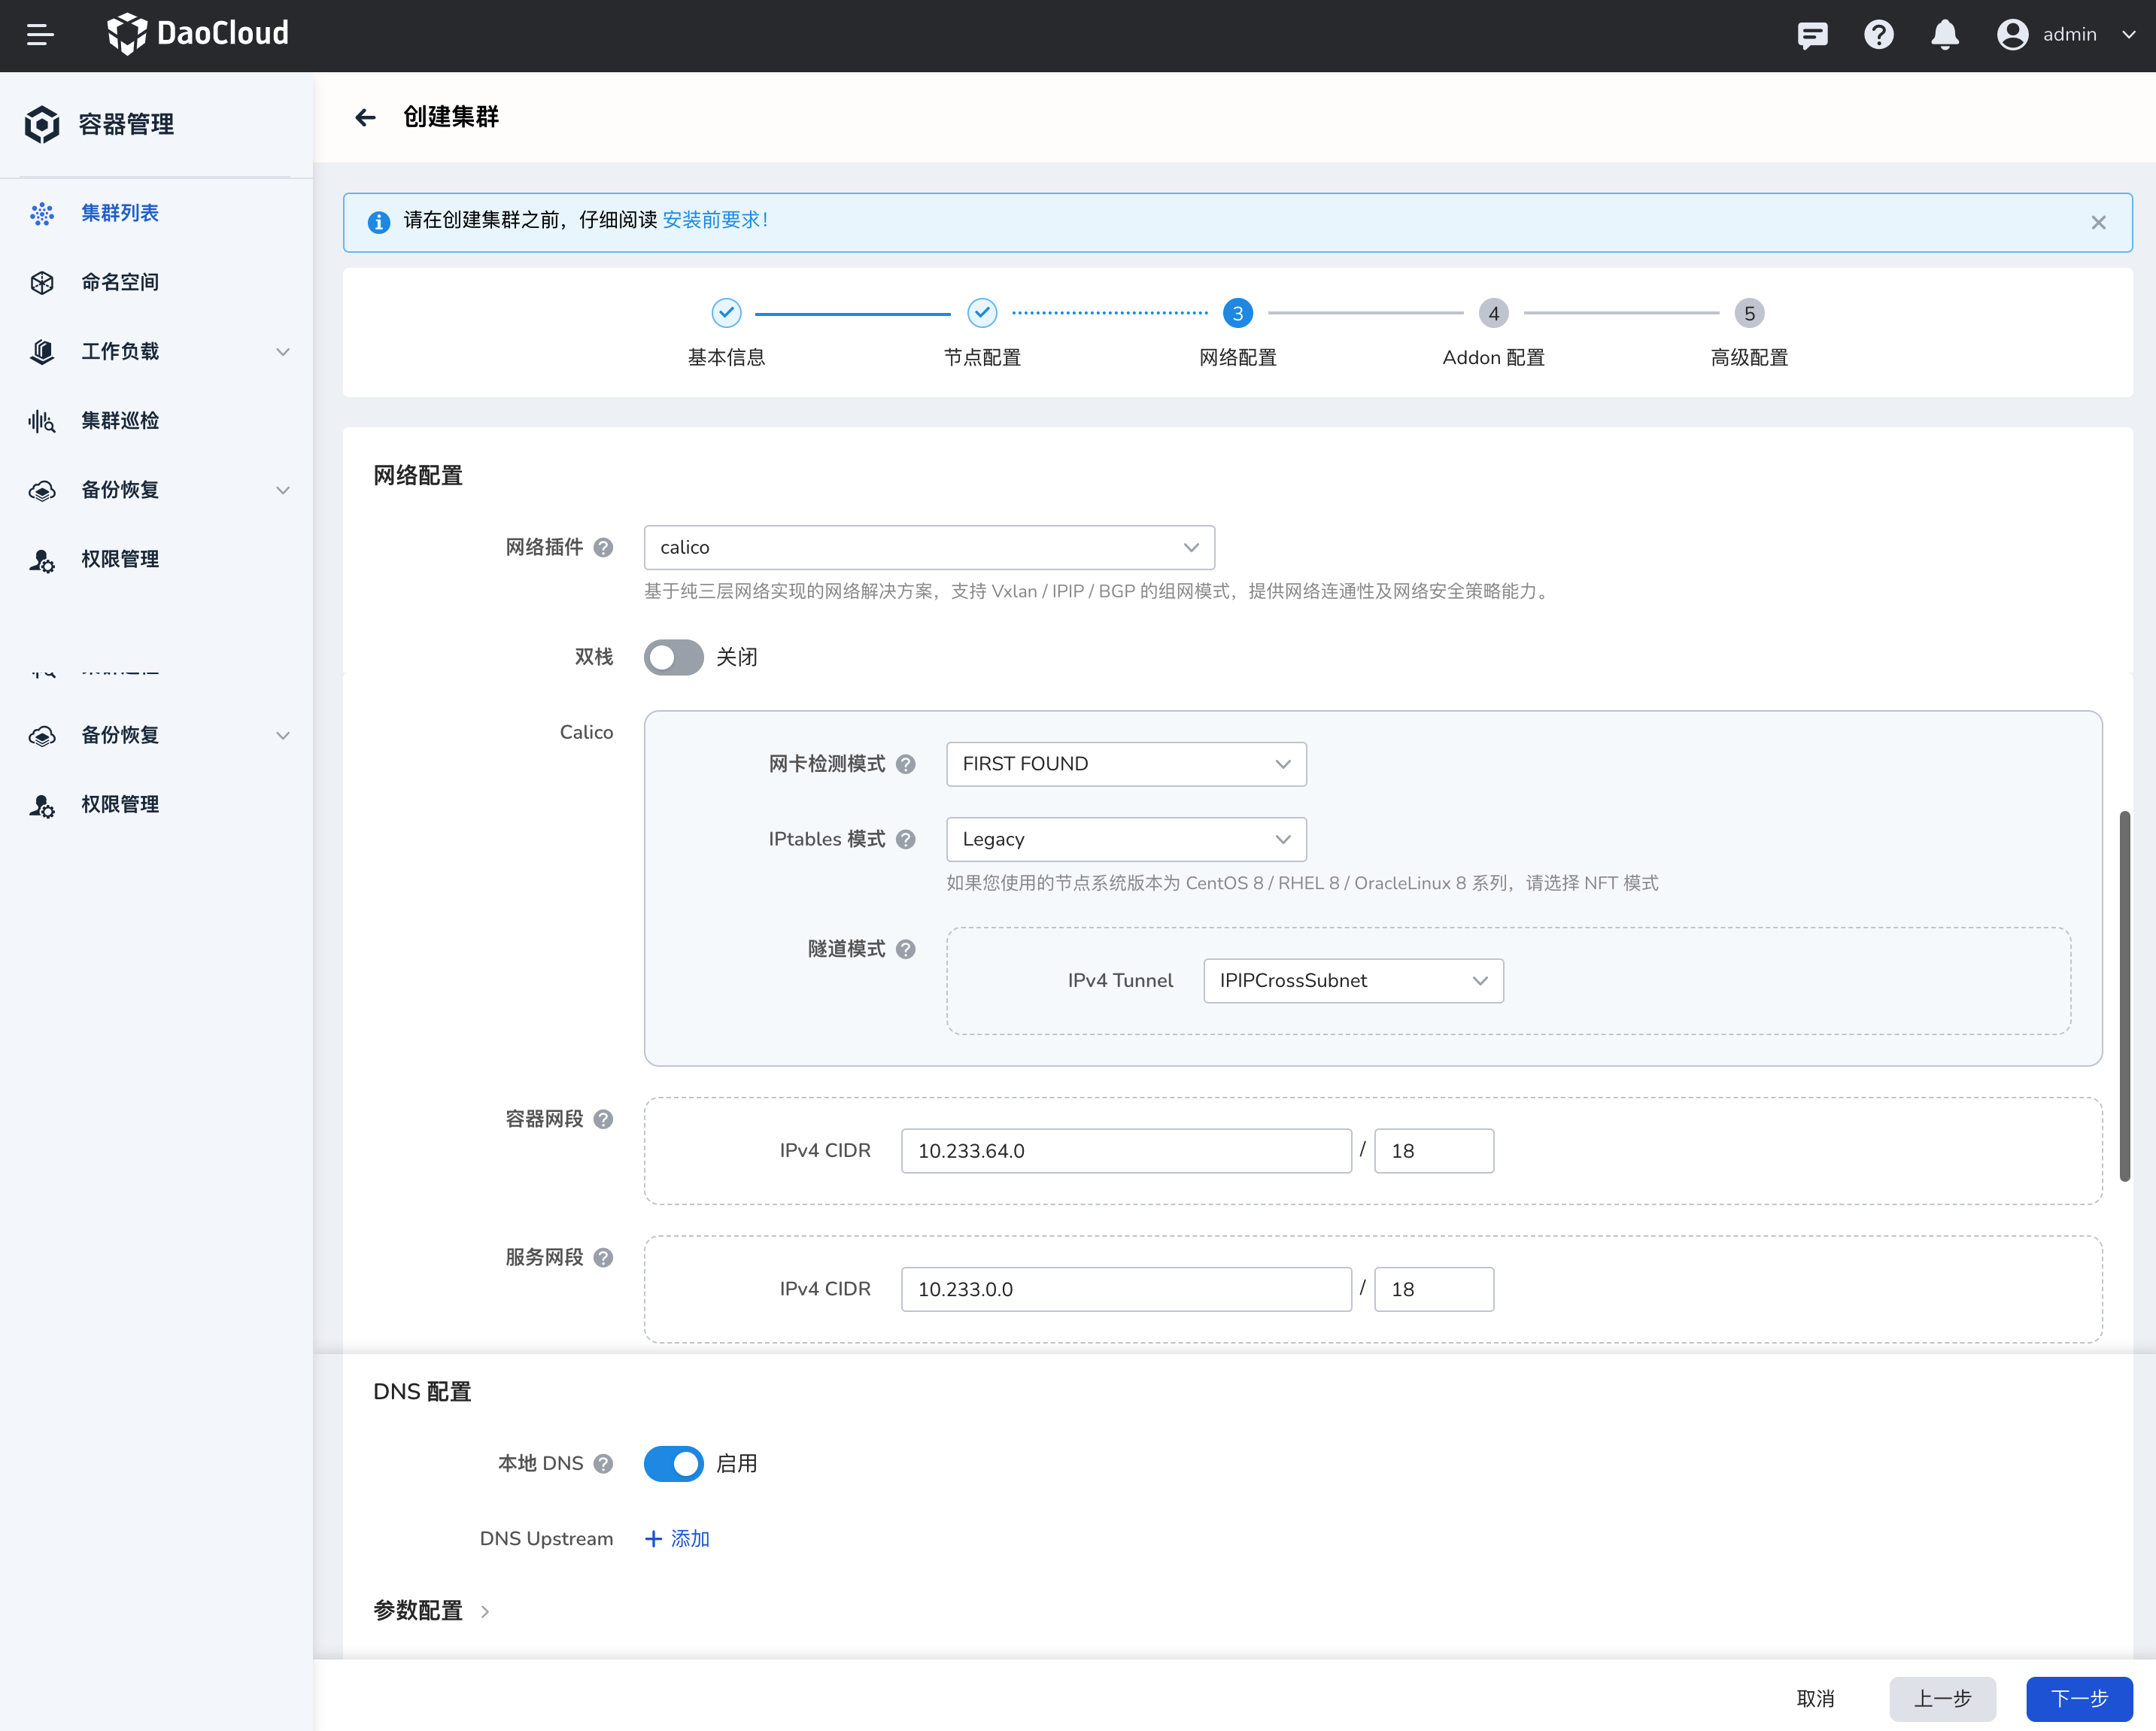 DaoCloud
admin
容器管理
创建集群
集群列表
命名空间
工作负载
集群巡检
备份恢复
权限管理
备份恢复
权限管理
请在创建集群之前，仔细阅读 安装前要求！
3
4
5
基本信息
节点配置
网络配置
Addon 配置
高级配置
网络配置
网络插件
calico
基于纯三层网络实现的网络解决方案，支持 Vxlan / IPIP / BGP 的组网模式，提供网络连通性及网络安全策略能力。
双栈
关闭
Calico
网卡检测模式
FIRST FOUND
IPtables 模式
Legacy
如果您使用的节点系统版本为 CentOS 8 / RHEL 8 / OracleLinux 8 系列，请选择 NFT 模式
隧道模式
IPv4 Tunnel
IPIPCrossSubnet
容器网段
IPv4 CIDR
10.233.64.0 / 18
服务网段
IPv4 CIDR
10.233.0.0 / 18
DNS 配置
本地 DNS
启用
DNS Upstream
+ 添加
参数配置
取消
上一步
下一步